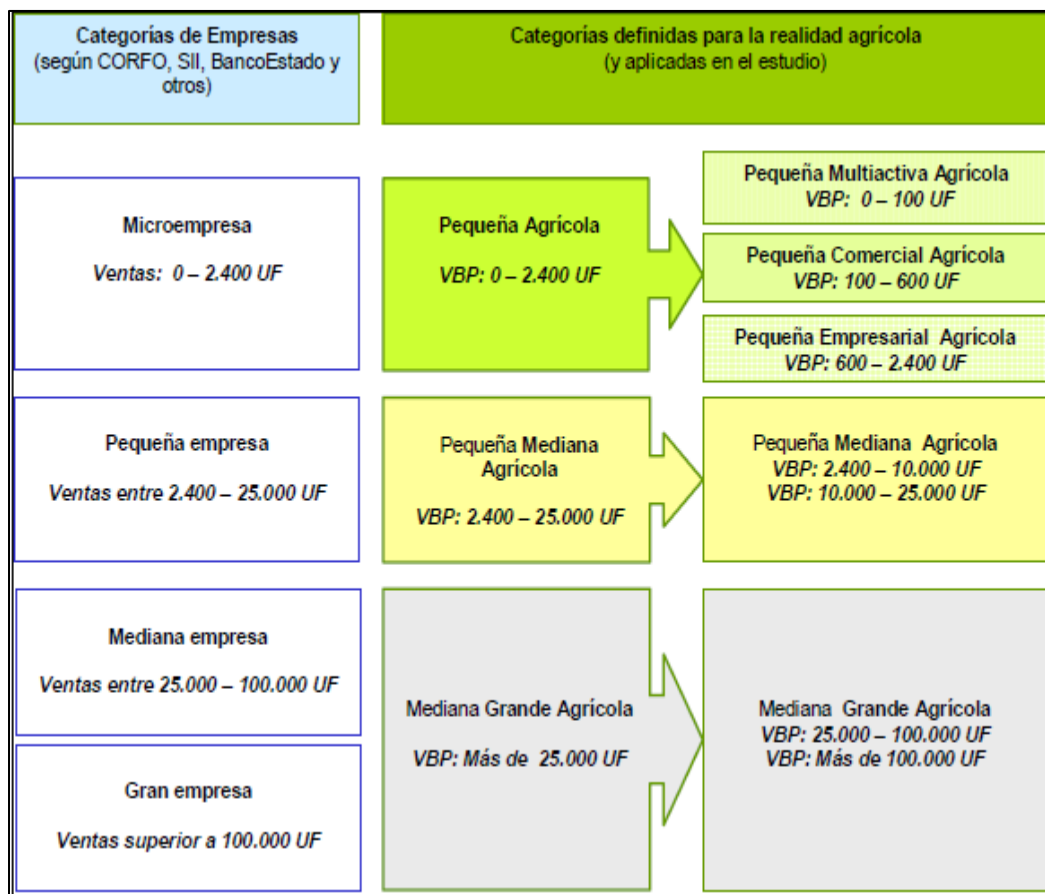 Categorías de Empresas
(según CORFO, SII, BancoEstado y
otros)
Categorías definidas para la realidad agrícola
(y aplicadas en el estudio)
Microempresa
Ventas: 0 – 2.400 UF
Pequeña Agrícola
VBP: 0 – 2.400 UF
Pequeña Multiactiva Agrícola
VBP: 0 – 100 UF
Pequeña Comercial Agrícola
VBP: 100 – 600 UF
Pequeña Empresarial Agrícola
VBP: 600 – 2.400 UF
Pequeña empresa
Ventas entre 2.400 – 25.000 UF
Pequeña Mediana
Agrícola
VBP: 2.400 – 25.000 UF
Pequeña Mediana Agrícola
VBP: 2.400 – 10.000 UF
VBP: 10.000 – 25.000 UF
Mediana empresa
Ventas entre 25.000 – 100.000 UF
Gran empresa
Ventas superior a 100.000 UF
Mediana Grande Agrícola
VBP: Más de 25.000 UF
Mediana Grande Agrícola
VBP: 25.000 – 100.000 UF
VBP: Más de 100.000 UF